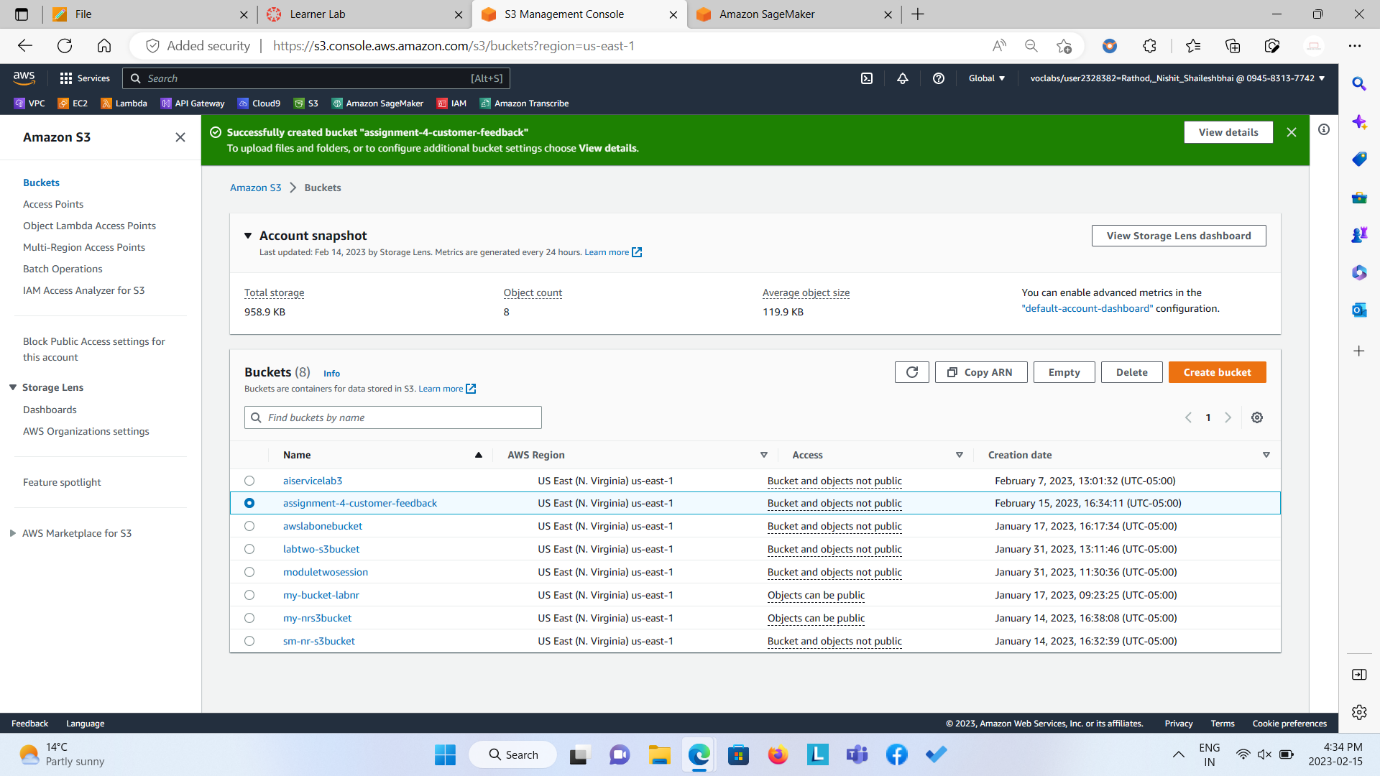 File
Learner Lab
S3 Management Console
Amazon SageMaker
Added security
https://s3.console.aws.amazon.com/s3/buckets?region=us-east-1
aws
Services
Search
[Alt+S]
Global
voclabs/user2328382=Rathod,_Nishit_Shaileshbhai @ 0945-8313-7742
VPC
EC2
Lambda
API Gateway
Cloud9
S3
Amazon SageMaker
IAM
Amazon Transcribe
Amazon S3
Buckets
Access Points
Object Lambda Access Points
Multi-Region Access Points
Batch Operations
IAM Access Analyzer for S3
Block Public Access settings for
this account
Storage Lens
Dashboards
AWS Organizations settings
Feature spotlight
AWS Marketplace for S3
Successfully created bucket "assignment-4-customer-feedback"
To upload files and folders, or to configure additional bucket settings choose View details.
View details
Amazon S3 > Buckets
Account snapshot
Last updated: Feb 14, 2023 by Storage Lens. Metrics are generated every 24 hours. Learn more
View Storage Lens dashboard
Total storage
958.9 KB
Object count
8
Average object size
119.9 KB
You can enable advanced metrics in the
"default-account-dashboard" configuration.
Buckets (8) Info
Buckets are containers for data stored in S3. Learn more
Copy ARN
Empty
Delete
Create bucket
Find buckets by name
1
Name AWS Region Access Creation date
aiservicelab3 US East (N. Virginia) us-east-1 Bucket and objects not public February 7, 2023, 13:01:32 (UTC-05:00)
assignment-4-customer-feedback US East (N. Virginia) us-east-1 Bucket and objects not public February 15, 2023, 16:34:11 (UTC-05:00)
awslabonebucket US East (N. Virginia) us-east-1 Bucket and objects not public January 17, 2023, 16:17:34 (UTC-05:00)
labtwo-s3bucket US East (N. Virginia) us-east-1 Bucket and objects not public January 31, 2023, 13:11:46 (UTC-05:00)
moduletwosession US East (N. Virginia) us-east-1 Bucket and objects not public January 31, 2023, 11:30:36 (UTC-05:00)
my-bucket-labnr US East (N. Virginia) us-east-1 Objects can be public January 17, 2023, 09:23:25 (UTC-05:00)
my-nrs3bucket US East (N. Virginia) us-east-1 Objects can be public January 14, 2023, 16:38:08 (UTC-05:00)
sm-nr-s3bucket US East (N. Virginia) us-east-1 Bucket and objects not public January 14, 2023, 16:32:39 (UTC-05:00)
Feedback
Language
© 2023, Amazon Web Services, Inc. or its affiliates.
Privacy
Terms
Cookie preferences
14°C
Partly sunny
Search
ENG
IN
4:34 PM
2023-02-15